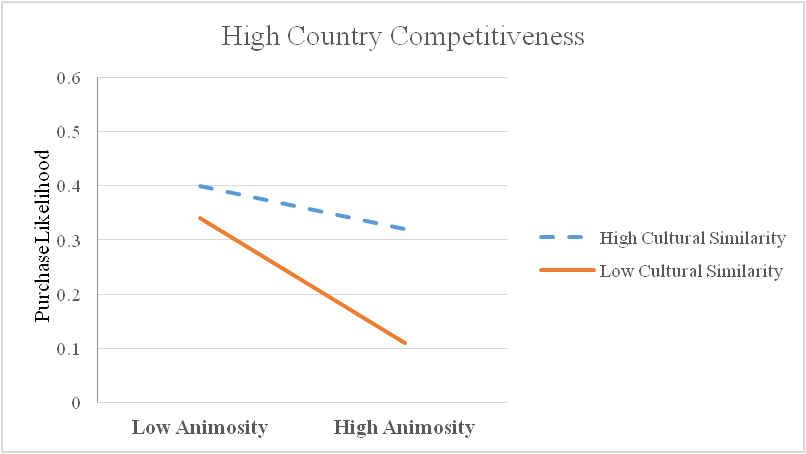 High Country Competitiveness
Purchase Likelihood
0.6
0.5
0.4
0.3
0.2
0.1
0
Low Animosity
High Animosity
High Cultural Similarity
Low Cultural Similarity